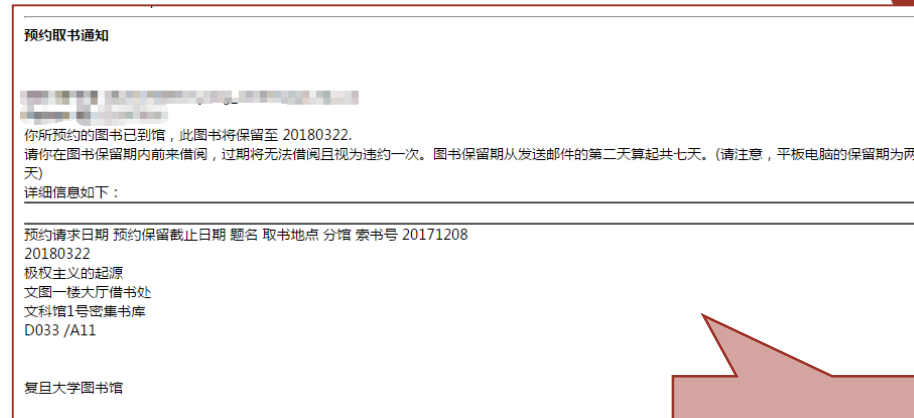 预约取书通知
你所预约的图书已到馆，此图书将保留至 20180322.
请你在图书保留期内前来借阅，过期将无法借阅且视为违约一次。图书保留期从发送邮件的第二天算起共七天。(请注意，平板电脑的保留期为两
天)
详细信息如下：
预约请求日期 预约保留截止日期 题名 取书地点 分馆 索书号 20171208
20180322
极权主义的起源
文图一楼大厅借书处
文科馆1号密集书库
D033 /A11
复旦大学图书馆